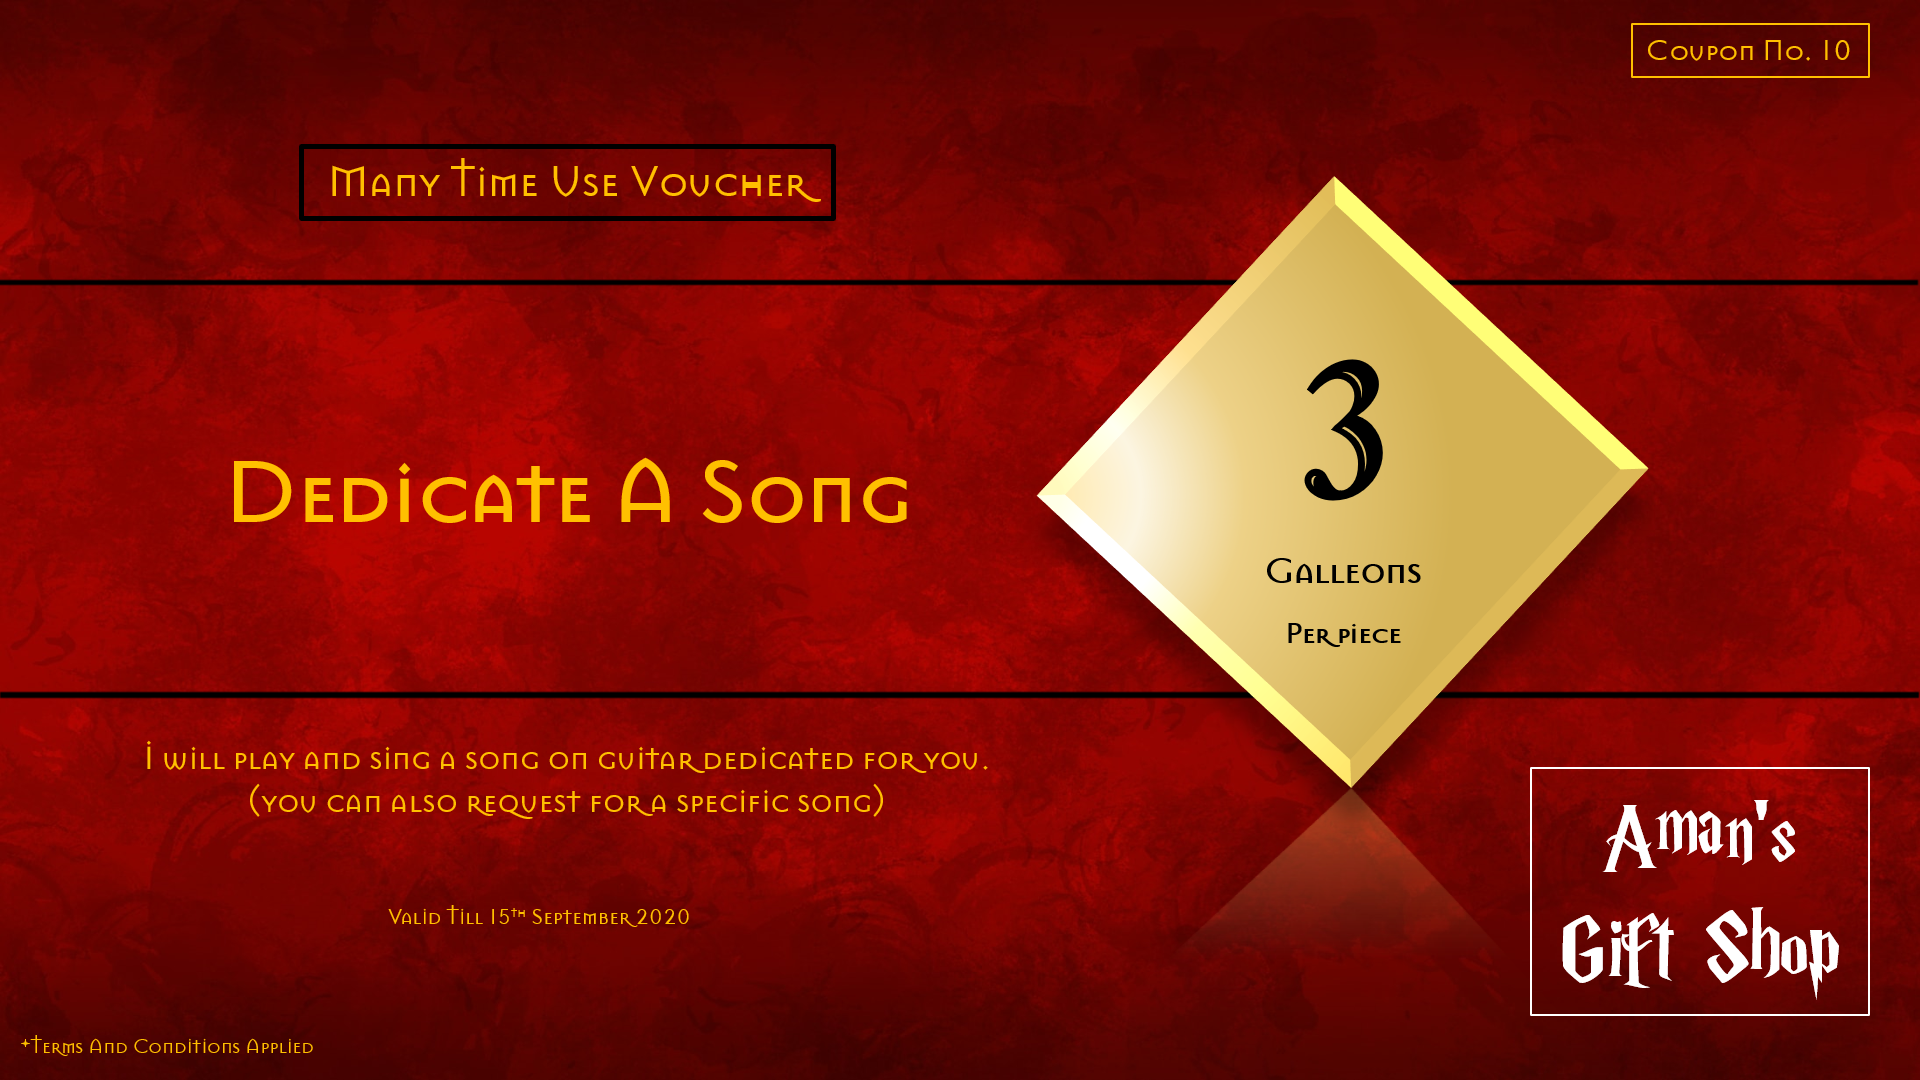 Coupon No. 10
Many Time Use Voucher
Dedicate A Song
3
Galleons
Per piece
I will play and sing a song on guitar dedicated for you.
(you can also request for a specific song)
Valid Till 15th September 2020
Aman's
Gift Shop
*Terms And Conditions Applied